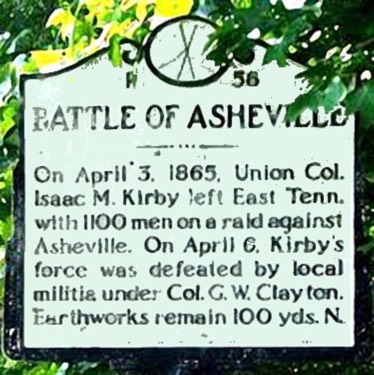 P 56
BATTLE OF ASHEVILLE
On April 3, 1865, Union Col.
Isaac M. Kirby left East Tenn.
with 1100 men on a raid against
Asheville. On April 6, Kirby's
force was defeated by local
militia under Col. G. W. Clayton.
Earthworks remain 100 yds. N.